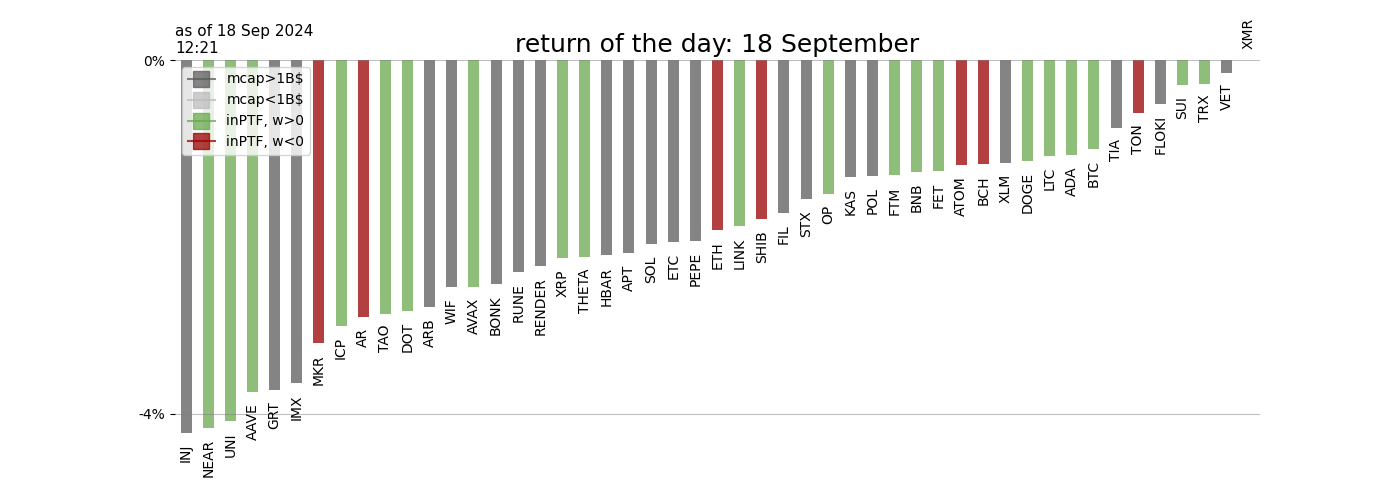 as of 18 Sep 2024
12:21
return of the day: 18 September
XMR
0%
mcap>1B$
mcap<1B$
inPTF, w>0
inPTF, w<0
-4%
INJ
NEAR
UNI
AAVE
GRT
IMX
MKR
ICP
AR
TAO
DOT
ARB
WIF
AVAX
BONK
RUNE
RENDER
XRP
THETA
HBAR
APT
SOL
ETC
PEPE
ETH
LINK
SHIB
FIL
STX
OP
KAS
POL
FTM
BNB
FET
ATOM
BCH
XLM
DOGE
LTC
ADA
BTC
TIA
TON
FLOKI
SUI
TRX
VET